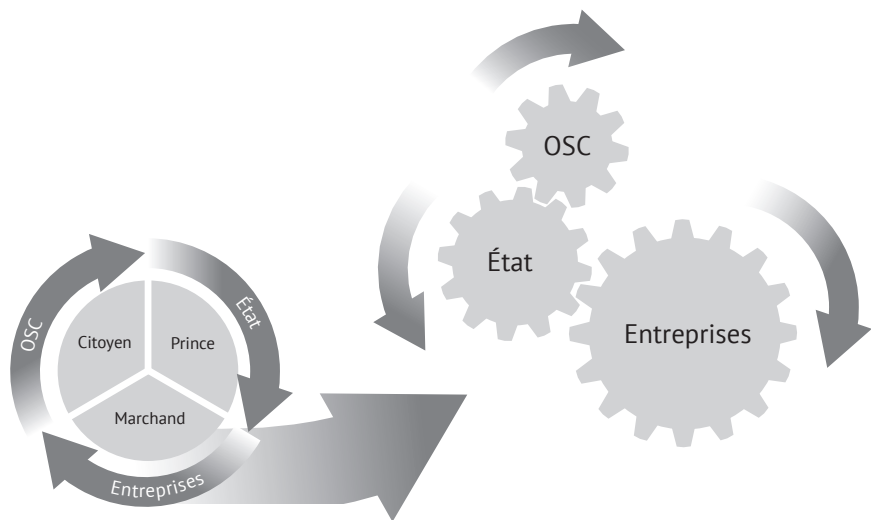 OSC
État
Entreprises
OSC
État
Citoyen
Prince
Marchand
Entreprises